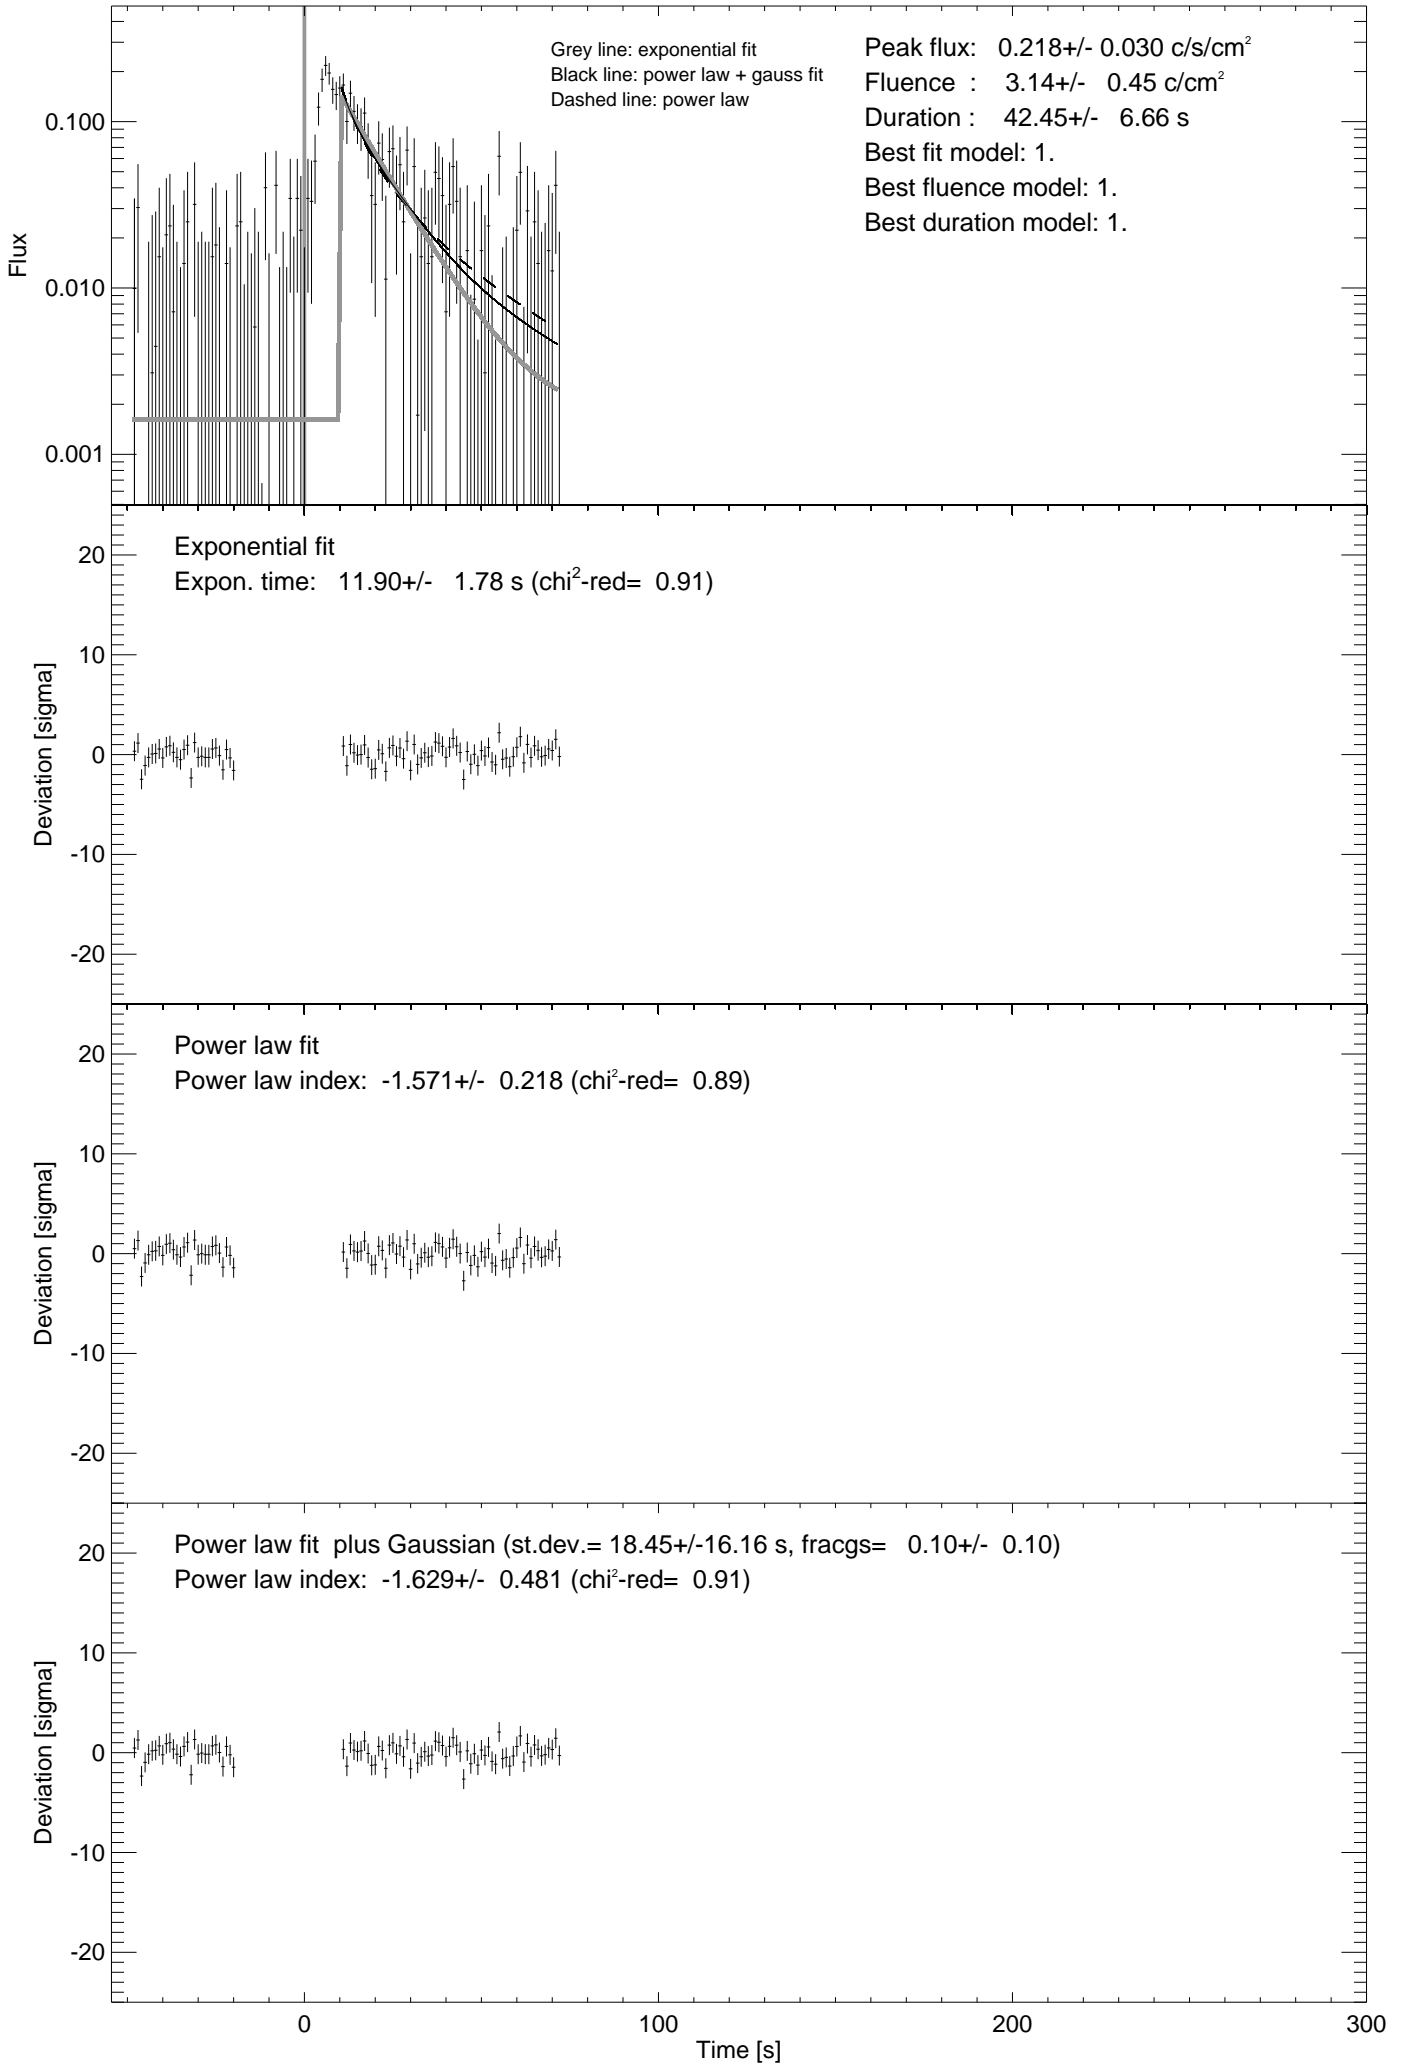 Grey line: exponential fit
Black line: power law + gauss fit
Dashed line: power law
Peak flux: 0.218+/- 0.030 c/s/cm²
Fluence : 3.14+/- 0.45 c/cm²
Duration : 42.45+/- 6.66 s
Best fit model: 1.
Best fluence model: 1.
Best duration model: 1.
Flux
0.100
0.010
0.001
Exponential fit
Expon. time: 11.90+/- 1.78 s (chi²-red= 0.91)
Deviation [sigma]
20
10
0
-10
-20
Power law fit
Power law index: -1.571+/- 0.218 (chi²-red= 0.89)
Deviation [sigma]
20
10
0
-10
-20
Power law fit plus Gaussian (st.dev.= 18.45+/-16.16 s, fracgs= 0.10+/- 0.10)
Power law index: -1.629+/- 0.481 (chi²-red= 0.91)
Deviation [sigma]
20
10
0
-10
-20
0 100 200 300
Time [s]